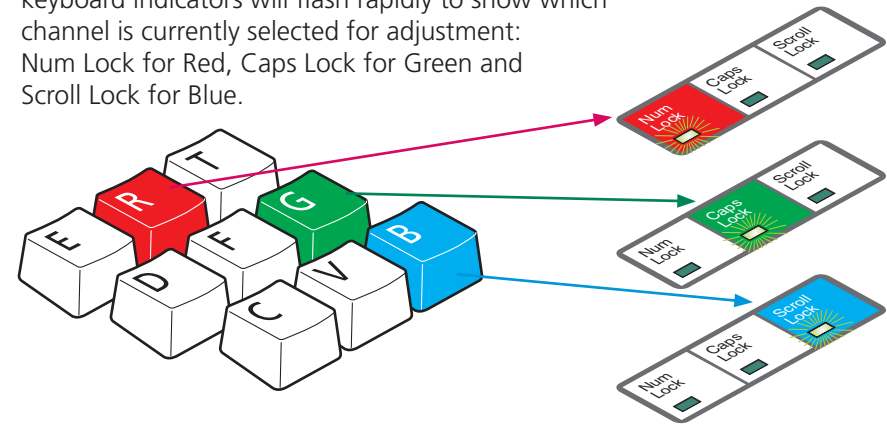 keyboard indicators will flash rapidly to show which
channel is currently selected for adjustment:
Num Lock for Red, Caps Lock for Green and
Scroll Lock for Blue.
T
R
G
E
F
B
D
V
C
Num
Lock
Caps
Lock
Scroll
Lock
Num
Lock
Caps
Lock
Scroll
Lock
Num
Lock
Caps
Lock
Scroll
Lock